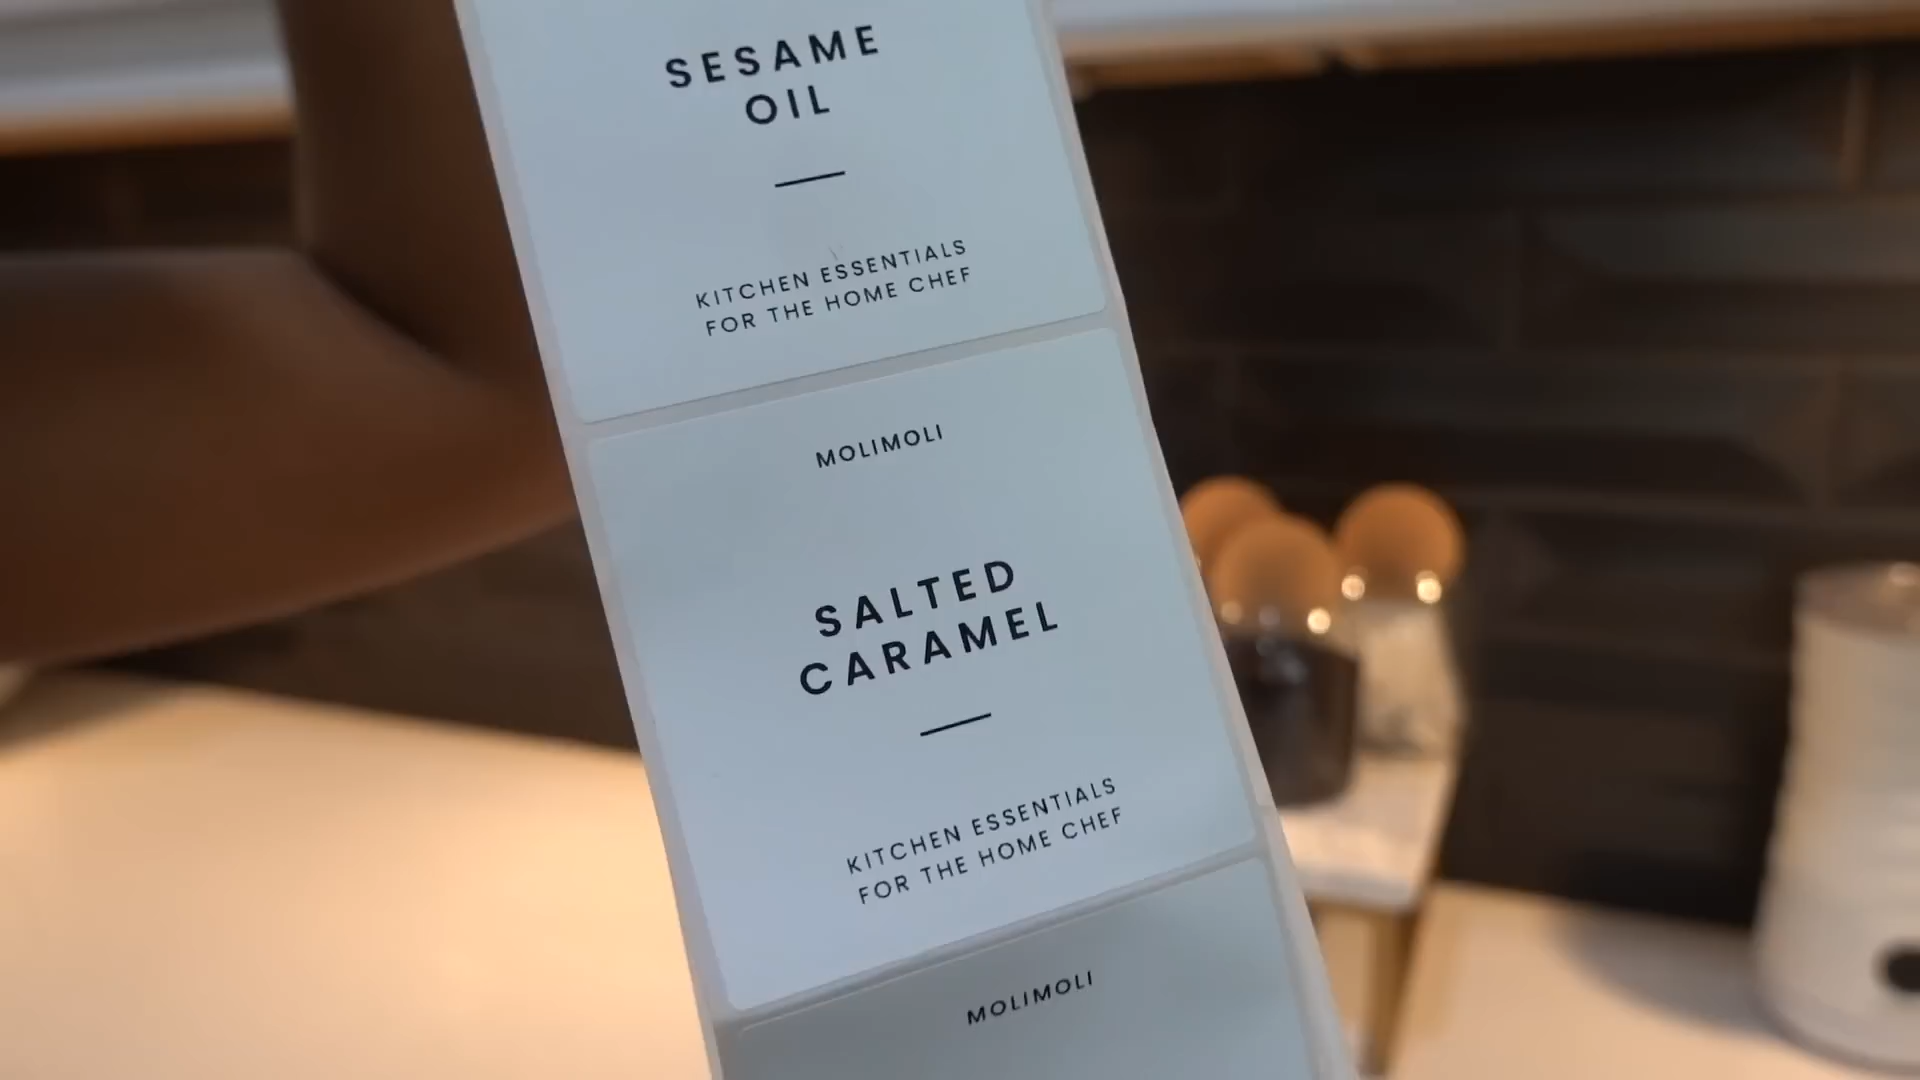 SESAME
OIL
KITCHEN ESSENTIALS
FOR THE HOME CHEF
MOLIMOLI
SALTED
CARAMEL
KITCHEN ESSENTIALS
FOR THE HOME CHEF
MOLIMOLI